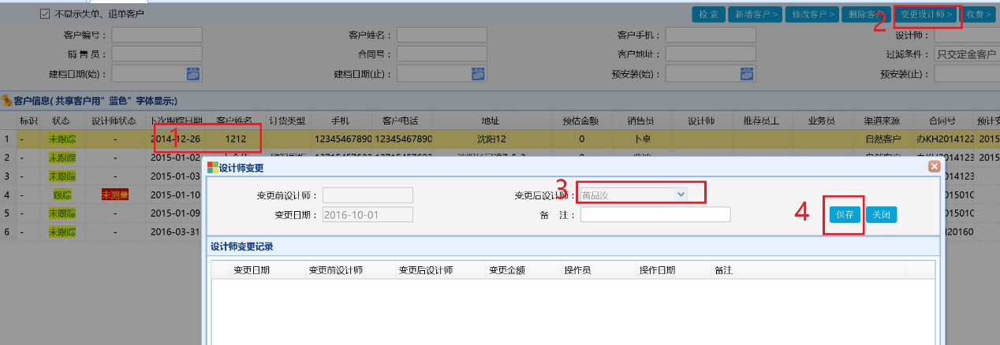 不显示失单、退单客户 检 索 新增客户 > 修改客户 > 删除客户 变更设计师 > 收费 >
2
客户编号： 客户姓名： 客户手机： 设计师：
销 售 员： 合同号： 客户地址： 过滤条件： 只交定金客户
建档日期(始)： 建档日期(止)： 预安装(始)： 预安装(止)：
客户信息( 共享客户用”蓝色”字体显示;)
标识 状态 设计师状态 下次跟踪日期 客户姓名 订货类型 手机 客户电话 地址 预估金额 销售员 设计师 推荐员工 业务员 渠道来源 合同号 预计安
1
1 - 未跟踪 - 2014-12-26 1212 12345467890 12345467890 沈阳12 0 卜卓 自然客户 办KH2014122 2015
2 - 未跟踪 - 2015-01-02
3 - 未跟踪 - 2015-01-03
4 - 跟踪 未测量 2015-01-10
5 - 未跟踪 - 2015-01-09
6 - 未跟踪 - 2016-03-31
设计师变更
变更前设计师： 变更后设计师： 黄品汝
3
变更日期： 2016-10-01 备 注： 保存 关闭
4
设计师变更记录
变更日期 变更前设计师 变更后设计师 变更金额 操作员 操作日期 备注